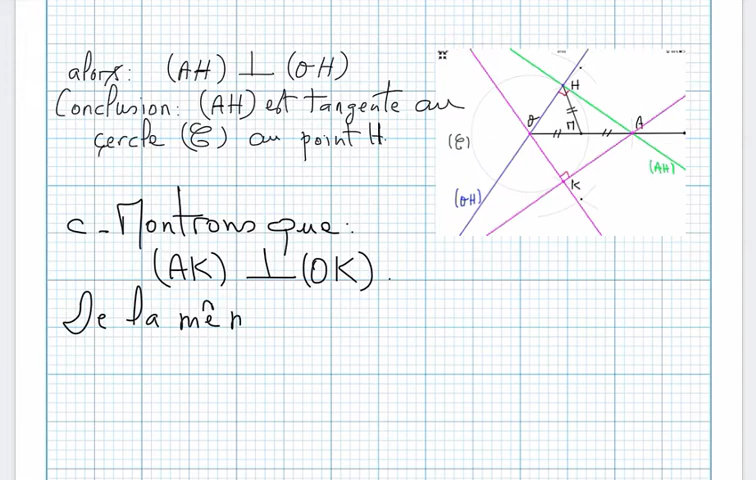 alors: (AH) ⊥ (OH)
Conclusion: (AH) est tangente au
cercle (C) au point H.
c - Montrons que:
(AK) ⊥ (OK).
De la mên
H
O
M
A
(C)
(AH)
K
(OH)